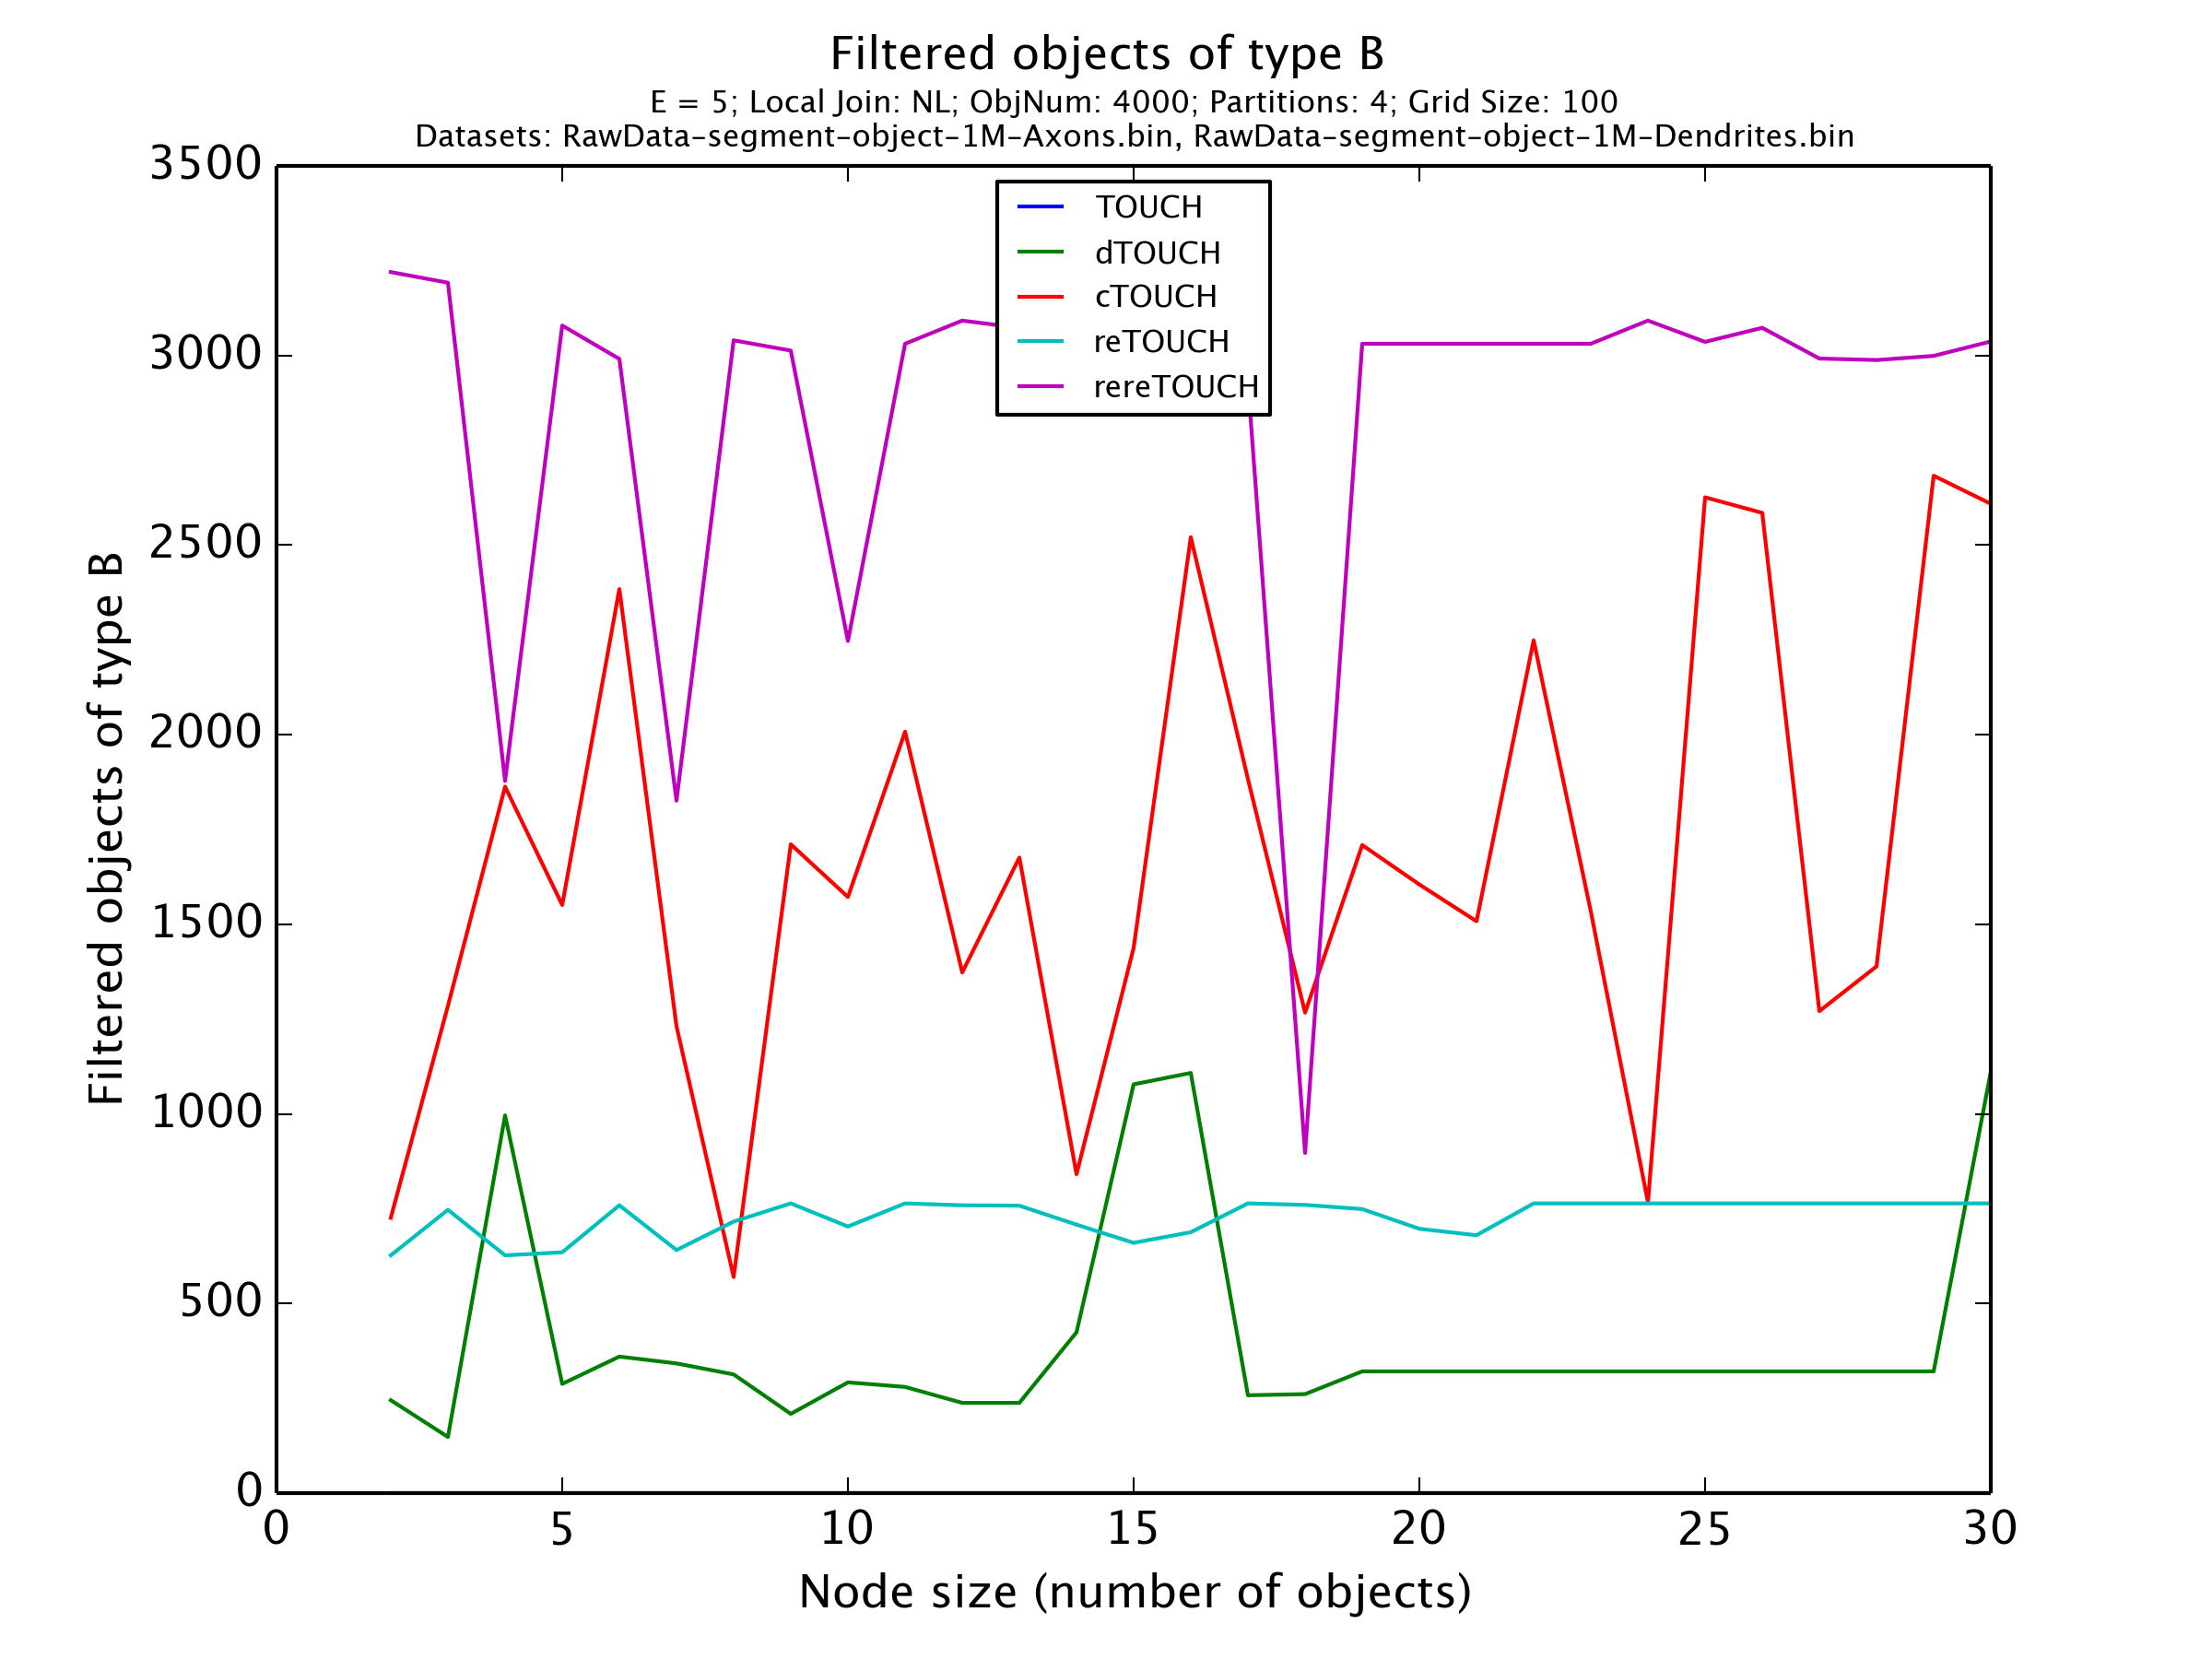 Filtered objects of type B
E = 5; Local Join: NL; ObjNum: 4000; Partitions: 4; Grid Size: 100
Datasets: RawData-segment-object-1M-Axons.bin, RawData-segment-object-1M-Dendrites.bin
TOUCH
dTOUCH
cTOUCH
reTOUCH
rereTOUCH
Filtered objects of type B
3500
3000
2500
2000
1500
1000
500
0
0 5 10 15 20 25 30
Node size (number of objects)